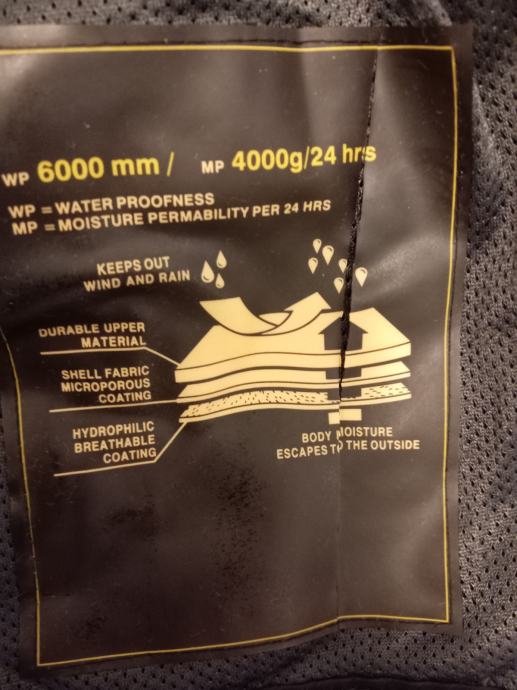 WP 6000 mm / MP 4000g/24 hrs
WP = WATER PROOFNESS
MP = MOISTURE PERMABILITY PER 24 HRS
KEEPS OUT
WIND AND RAIN
DURABLE UPPER
MATERIAL
SHELL FABRIC
MICROPOROUS
COATING
HYDROPHILIC
BREATHABLE
COATING
BODY MOISTURE
ESCAPES TO THE OUTSIDE